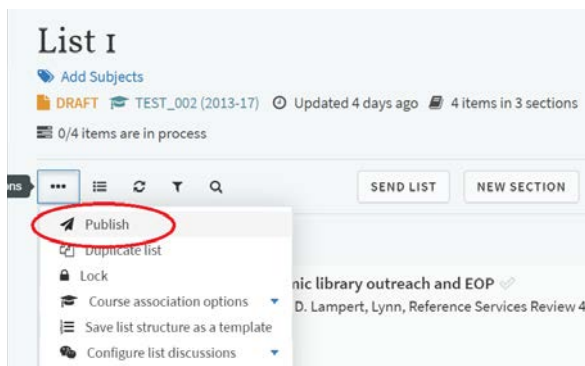 List 1
Add Subjects
DRAFT TEST_002 (2013-17) Updated 4 days ago 4 items in 3 sections
0/4 items are in process
ns
SEND LIST NEW SECTION
Publish
Duplicate list
Lock
nic library outreach and EOP
Course association options D. Lampert, Lynn, Reference Services Review 4
Save list structure as a template
Configure list discussions